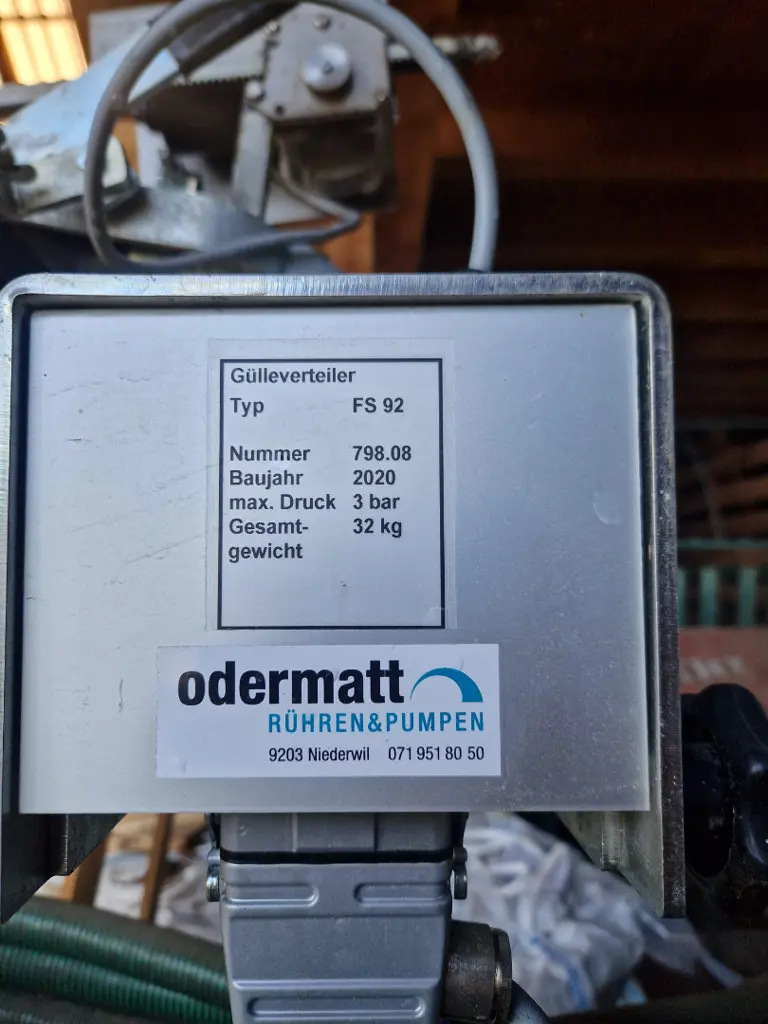 Gülleverteiler
Typ FS 92
Nummer 798.08
Baujahr 2020
max. Druck 3 bar
Gesamt- 32 kg
gewicht
odermatt
RÜHREN&PUMPEN
9203 Niederwil 071 951 80 50